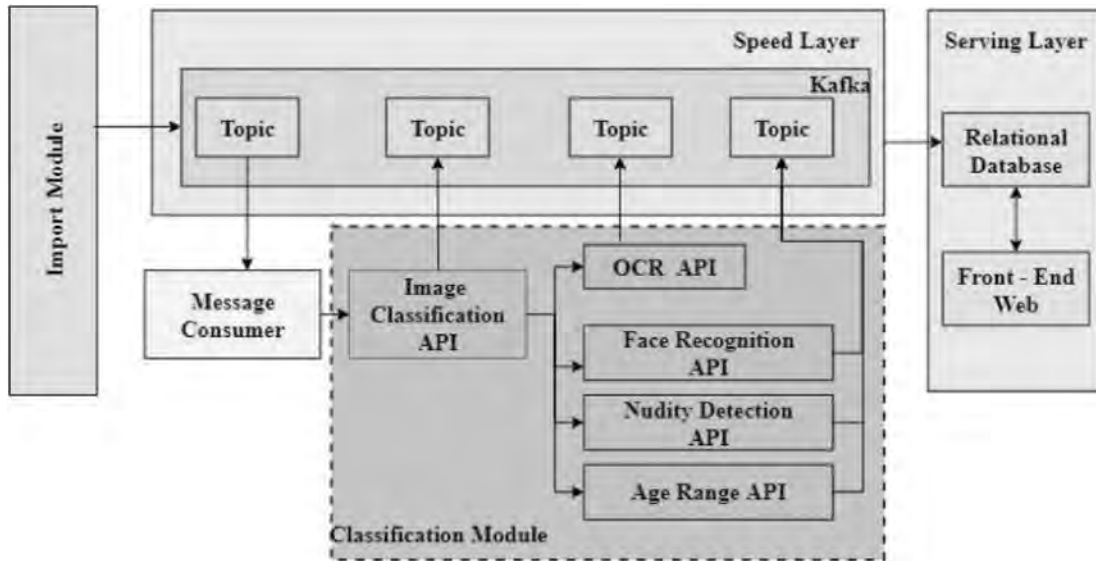 Import Module
Speed Layer
Kafka
Topic
Topic
Topic
Topic
Serving Layer
Relational
Database
Front - End
Web
Message
Consumer
Image
Classification
API
OCR API
Face Recognition
API
Nudity Detection
API
Age Range API
Classification Module